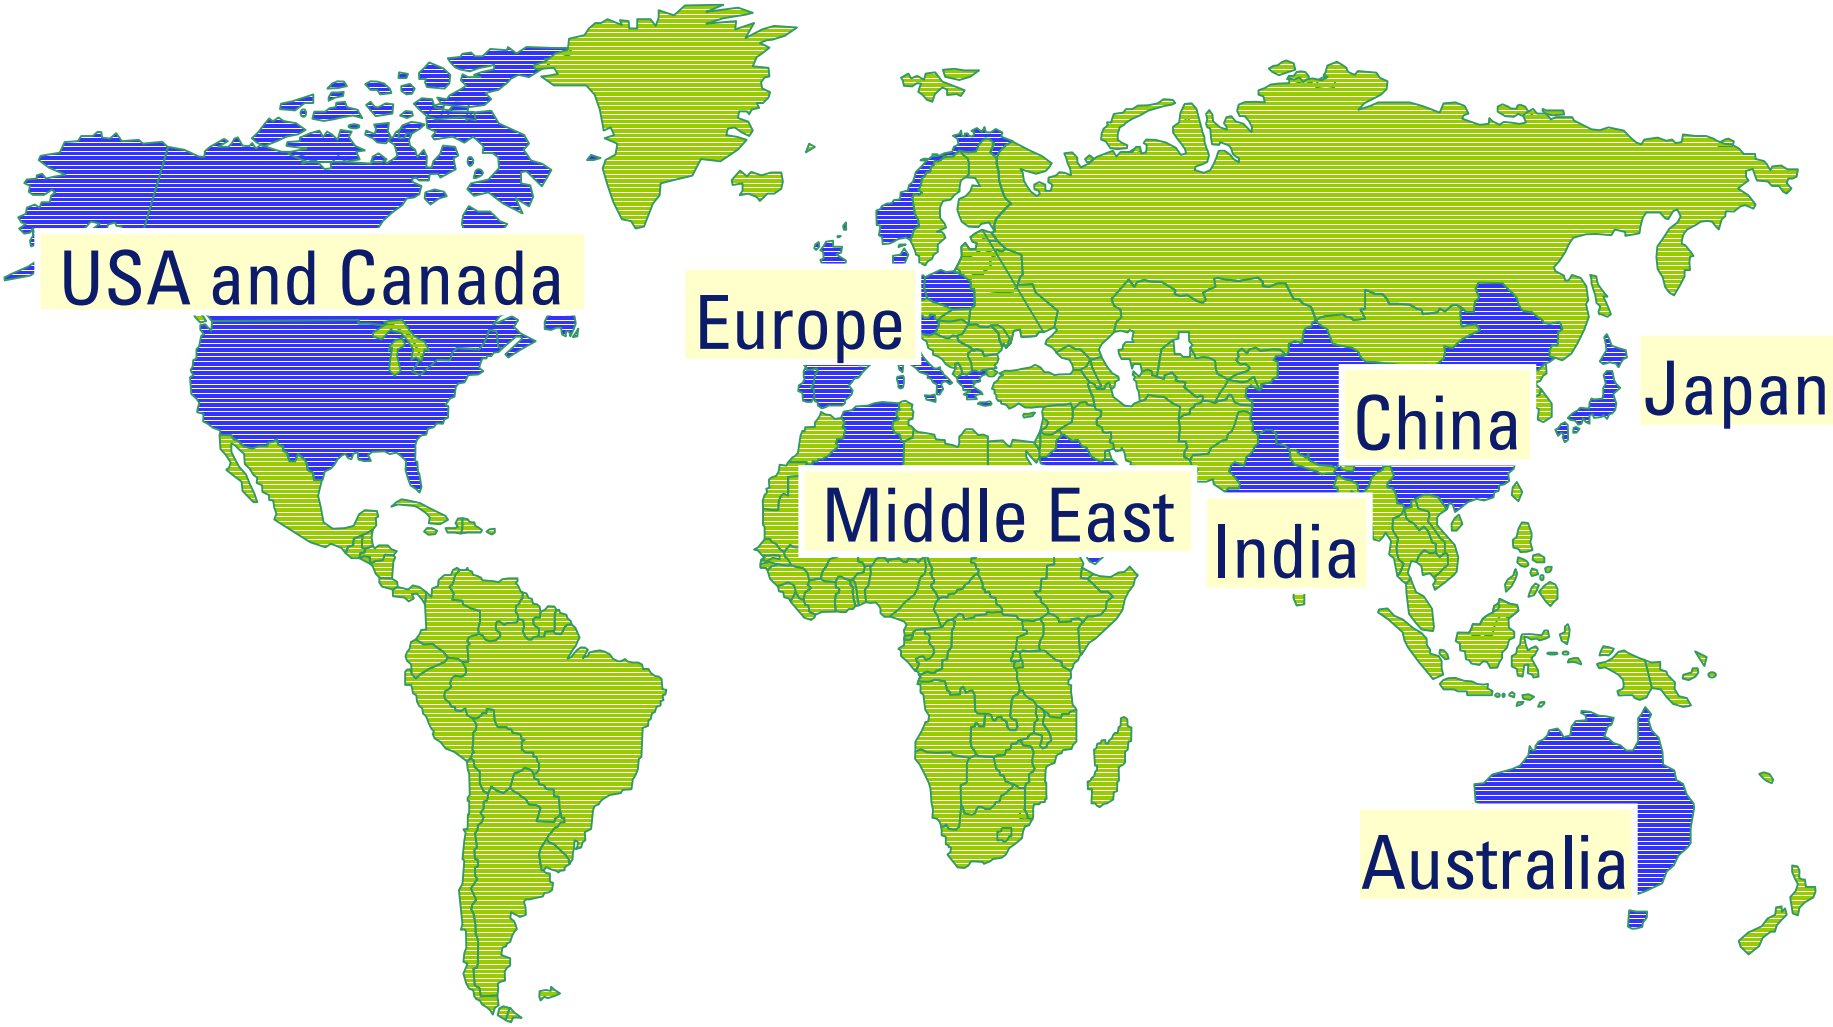 USA and Canada
Europe
Japan
China
Middle East
India
Australia